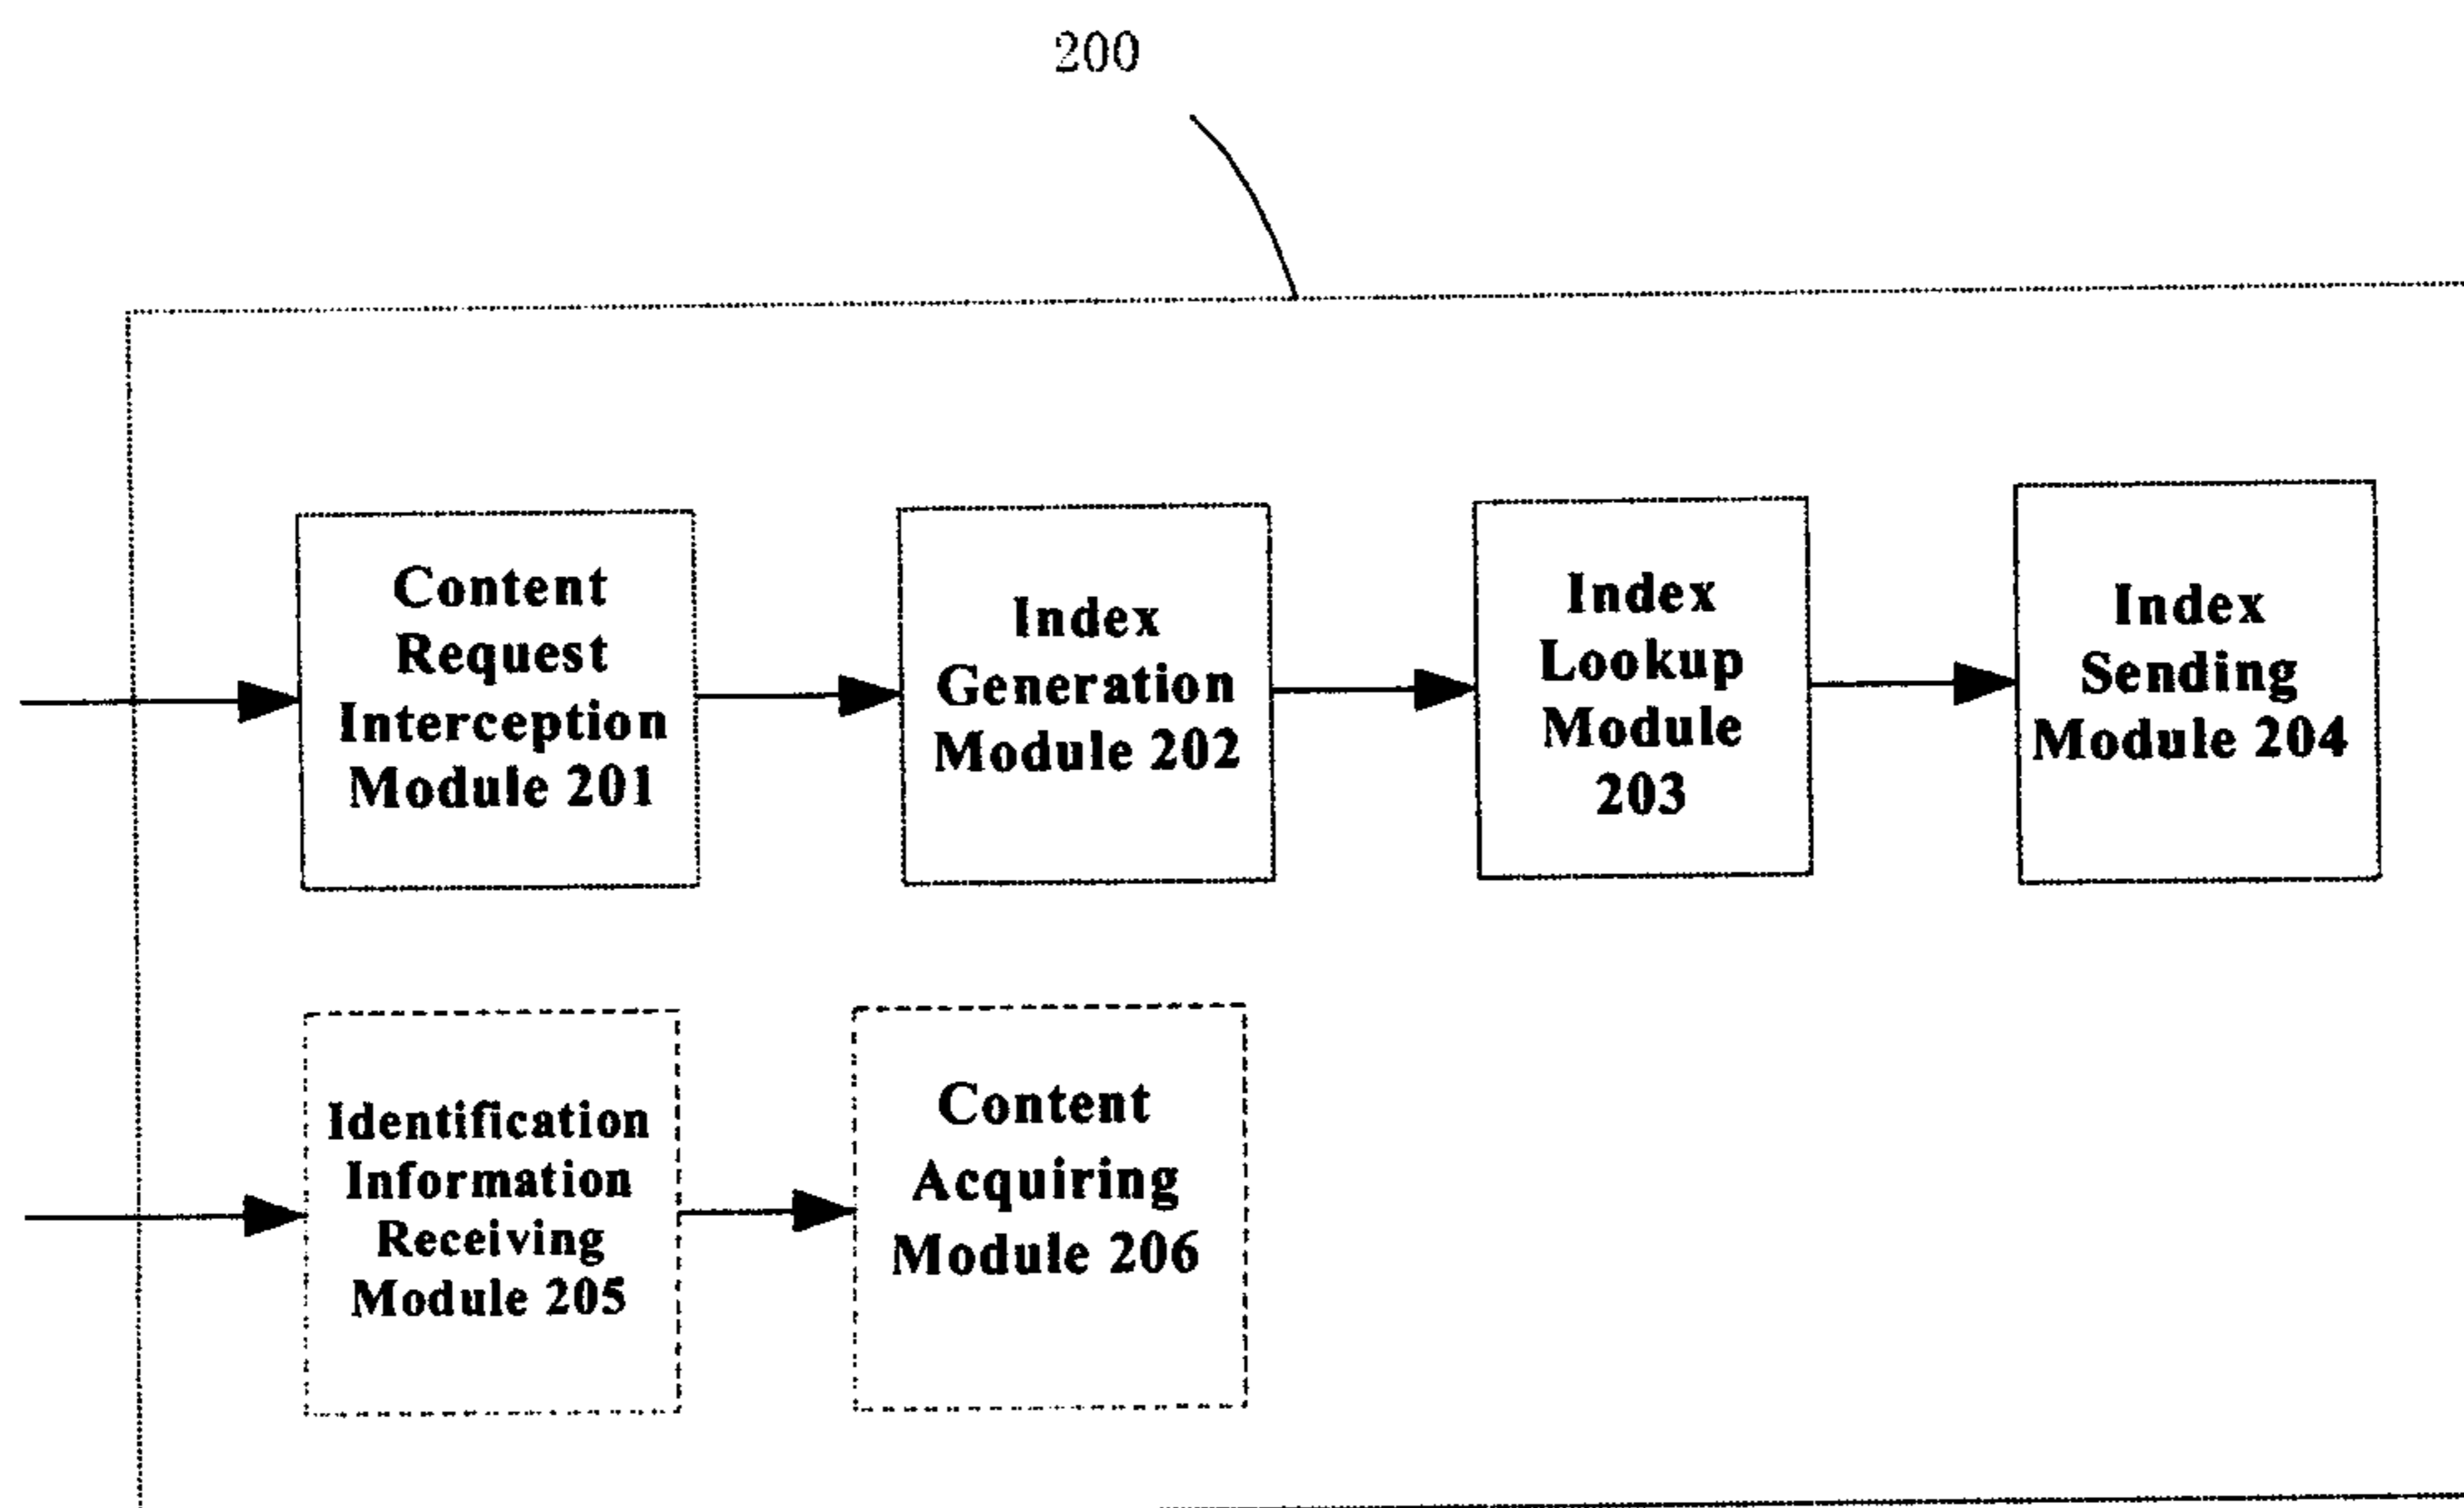 200
Content
Request
Interception
Module 201
Index
Generation
Module 202
Index
Lookup
Module
203
Index
Sending
Module 204
Identification
Information
Receiving
Module 205
Content
Acquiring
Module 206